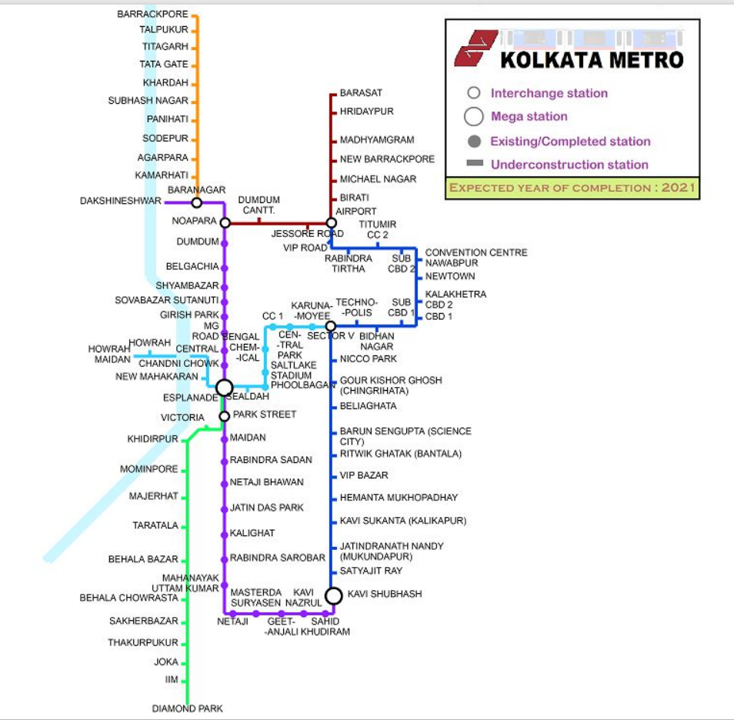 BARRACKPORE
TALPUKUR
TITAGARH
TATA GATE
KHARDAH
SUBHASH NAGAR
PANIHATI
SODEPUR
AGARPARA
KAMARHATI
BARANAGAR
DAKSHINESHWAR
NOAPARA
DUMDUM
CANTT.
JESSORE ROAD
BARASAT
HRIDAYPUR
MADHYAMGRAM
NEW BARRACKPORE
MICHAEL NAGAR
BIRATI
AIRPORT
VIP ROAD
TITUMIR
CC 2
RABINDRA
TIRTHA
SUB
CBD 2
CONVENTION CENTRE
NAWABPUR
NEWTOWN
KALAKHETRA
CBD 2
CBD 1
SUB
CBD 1
TECHNO-
-POLIS
BIDHAN
NAGAR
KARUNA-
-MOYEE
SECTOR V
CC 1
CEN-
-TRAL
PARK
BENGAL
CHEM-
-ICAL
SALTLAKE
STADIUM
PHOOLBAGAN
DUMDUM
BELGACHIA
SHYAMBAZAR
SOVABAZAR SUTANUTI
GIRISH PARK
MG
ROAD
CENTRAL
CHANDNI CHOWK
HOWRAH
HOWRAH
MAIDAN
NEW MAHAKARAN
ESPLANADE
SEALDAH
VICTORIA
PARK STREET
KHIDIRPUR
MOMINPORE
MAJERHAT
TARATALA
BEHALA BAZAR
BEHALA CHOWRASTA
SAKHERBAZAR
THAKURPUKUR
JOKA
IIM
DIAMOND PARK
MAIDAN
RABINDRA SADAN
NETAJI BHAWAN
JATIN DAS PARK
KALIGHAT
RABINDRA SAROBAR
MAHANAYAK
UTTAM KUMAR
NETAJI
MASTERDA
SURYASEN
GEET-
-ANJALI
KAVI
NAZRUL
SAHID
KHUDIRAM
NICCO PARK
GOUR KISHOR GHOSH
(CHINGRIHATA)
BELIAGHATA
BARUN SENGUPTA (SCIENCE
CITY)
RITWIK GHATAK (BANTALA)
VIP BAZAR
HEMANTA MUKHOPADHAY
KAVI SUKANTA (KALIKAPUR)
JATINDRANATH NANDY
(MUKUNDAPUR)
SATYAJIT RAY
KAVI SHUBHASH
KOLKATA METRO
Interchange station
Mega station
Existing/Completed station
Underconstruction station
EXPECTED YEAR OF COMPLETION : 2021